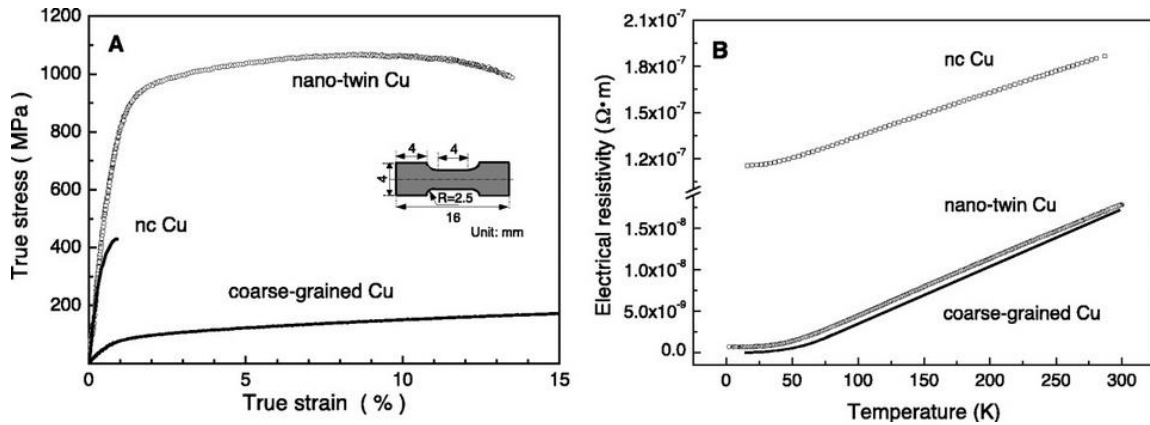 A
1200
1000
800
600
400
200
0
5
10
15
True stress ( MPa)
True strain ( % )
nano-twin Cu
nc Cu
coarse-grained Cu
4
4
4
R=2.5
16
Unit: mm
B
2.1x10⁻⁷
1.8x10⁻⁷
1.5x10⁻⁷
1.2x10⁻⁷
1.5x10⁻⁸
1.0x10⁻⁸
5.0x10⁻⁹
0.0
0
50
100
150
200
250
300
Electrical resistivity (Ω•m)
Temperature (K)
nc Cu
nano-twin Cu
coarse-grained Cu